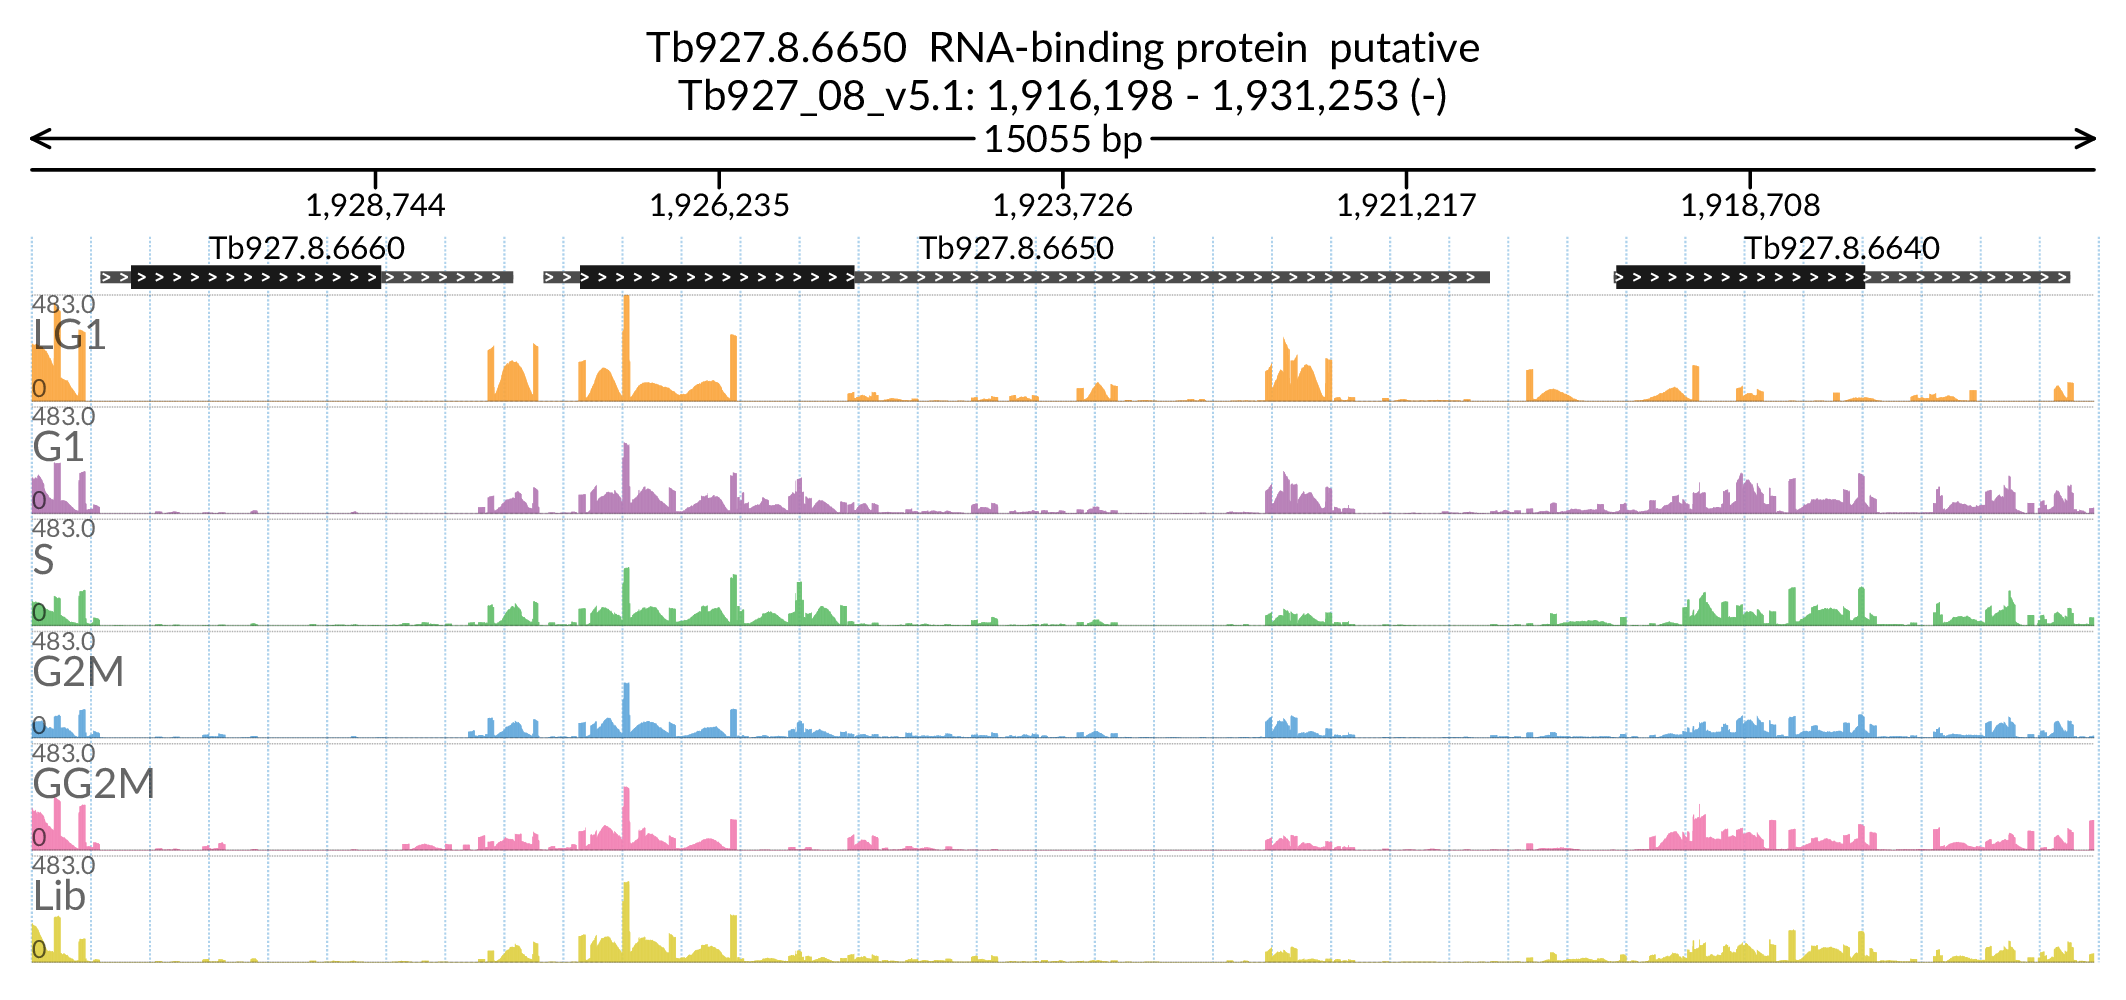 Tb927.8.6650  RNA-binding protein  putative
Tb927_08_v5.1: 1,916,198 - 1,931,253 (-)
15055 bp
1,928,744 1,926,235 1,923,726 1,921,217 1,918,708
Tb927.8.6660 Tb927.8.6650 Tb927.8.6640
483.0
LG1
0
483.0
G1
0
483.0
S
0
483.0
G2M
0
483.0
GG2M
0
483.0
Lib
0